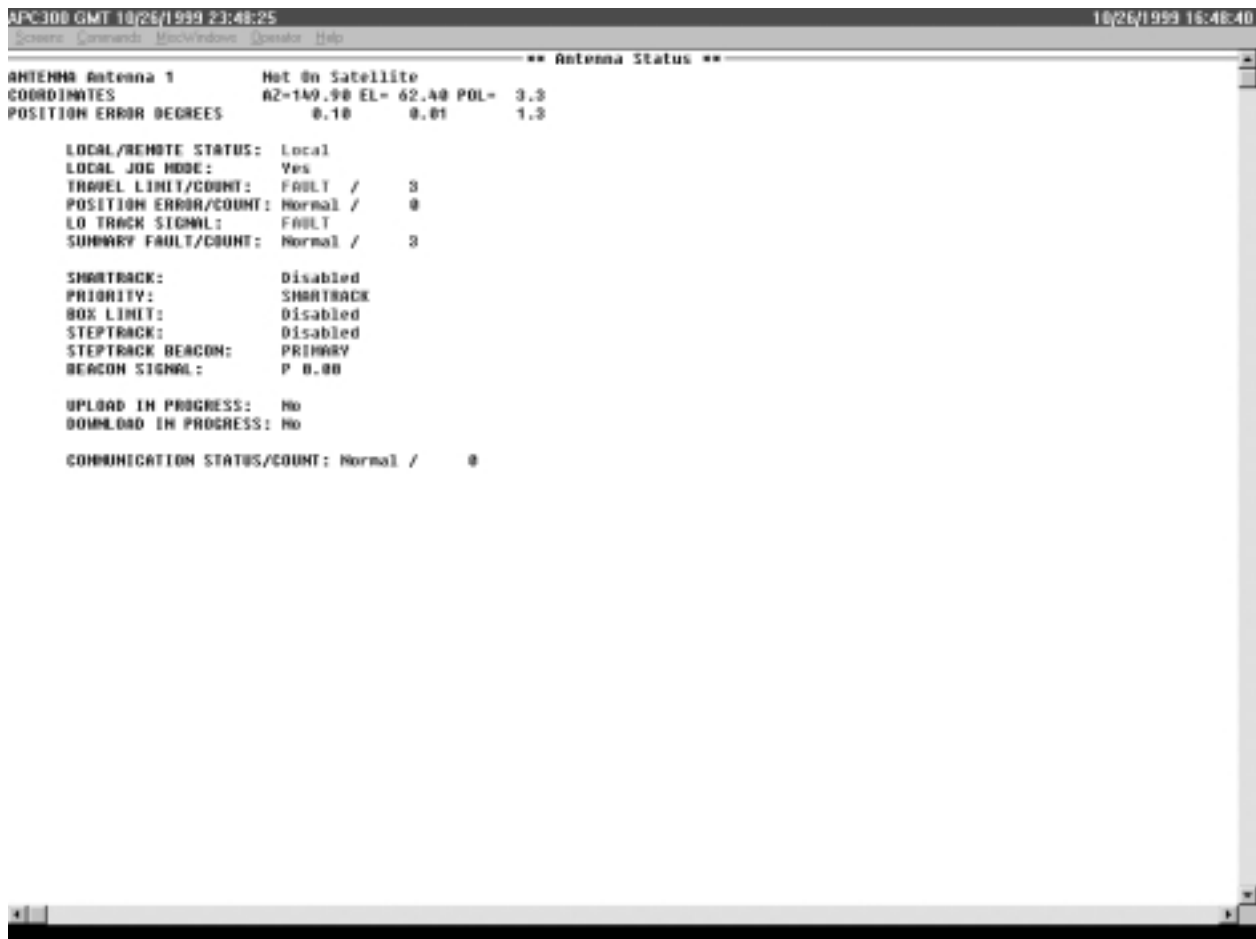 APC300 GMT 10/26/1999 23:48:25 10/26/1999 16:48:40
Screens Commands MiscWindows Operator Help
** Antenna Status **
ANTENNA Antenna 1 Not On Satellite
COORDINATES AZ=149.90 EL= 62.40 POL= 3.3
POSITION ERROR DEGREES 0.10 0.01 1.3
LOCAL/REMOTE STATUS: Local
LOCAL JOG MODE: Yes
TRAVEL LIMIT/COUNT: FAULT / 3
POSITION ERROR/COUNT: Normal / 0
LO TRACK SIGNAL: FAULT
SUMMARY FAULT/COUNT: Normal / 3
SMARTRACK: Disabled
PRIORITY: SMARTRACK
BOX LIMIT: Disabled
STEPTRACK: Disabled
STEPTRACK BEACON: PRIMARY
BEACON SIGNAL: P 0.00
UPLOAD IN PROGRESS: No
DOWNLOAD IN PROGRESS: No
COMMUNICATION STATUS/COUNT: Normal / 0